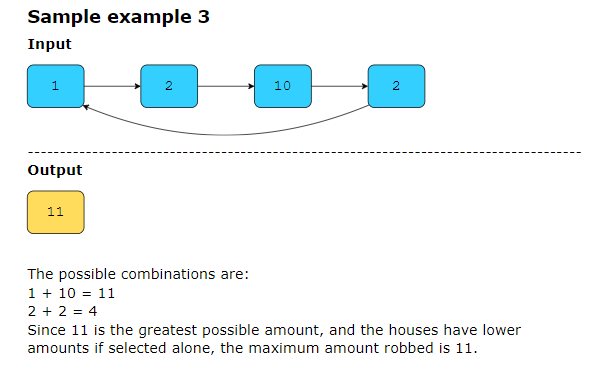 Sample example 3
Input
1 2 10 2
Output
11
The possible combinations are:
1 + 10 = 11
2 + 2 = 4
Since 11 is the greatest possible amount, and the houses have lower
amounts if selected alone, the maximum amount robbed is 11.